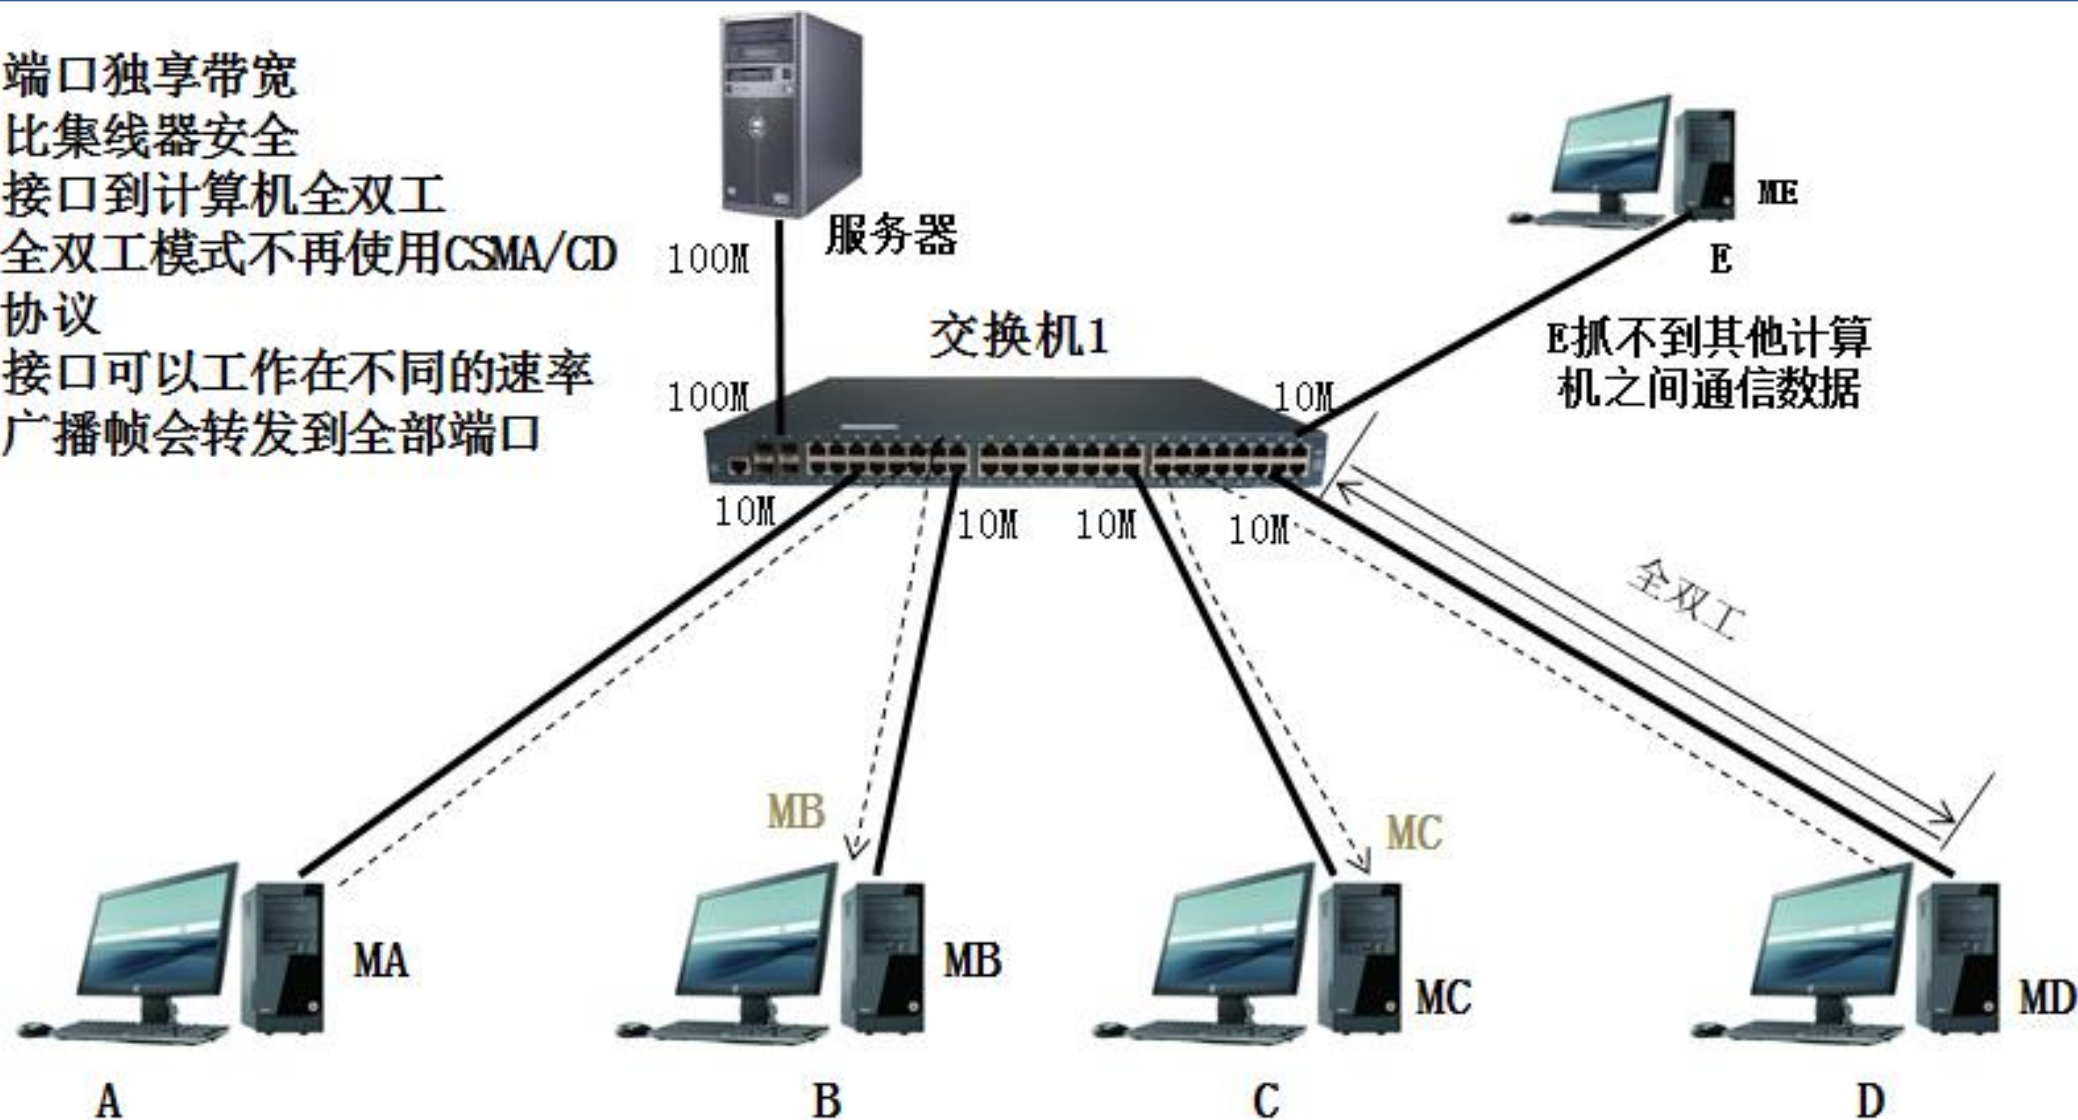 端口独享带宽
比集线器安全
接口到计算机全双工
全双工模式不再使用CSMA/CD
协议
接口可以工作在不同的速率
广播帧会转发到全部端口
服务器
100M
ME
E
E抓不到其他计算
机之间通信数据
交换机1
100M
10M
10M
10M
10M
10M
全双工
MB
MC
MA
MB
MC
MD
A
B
C
D